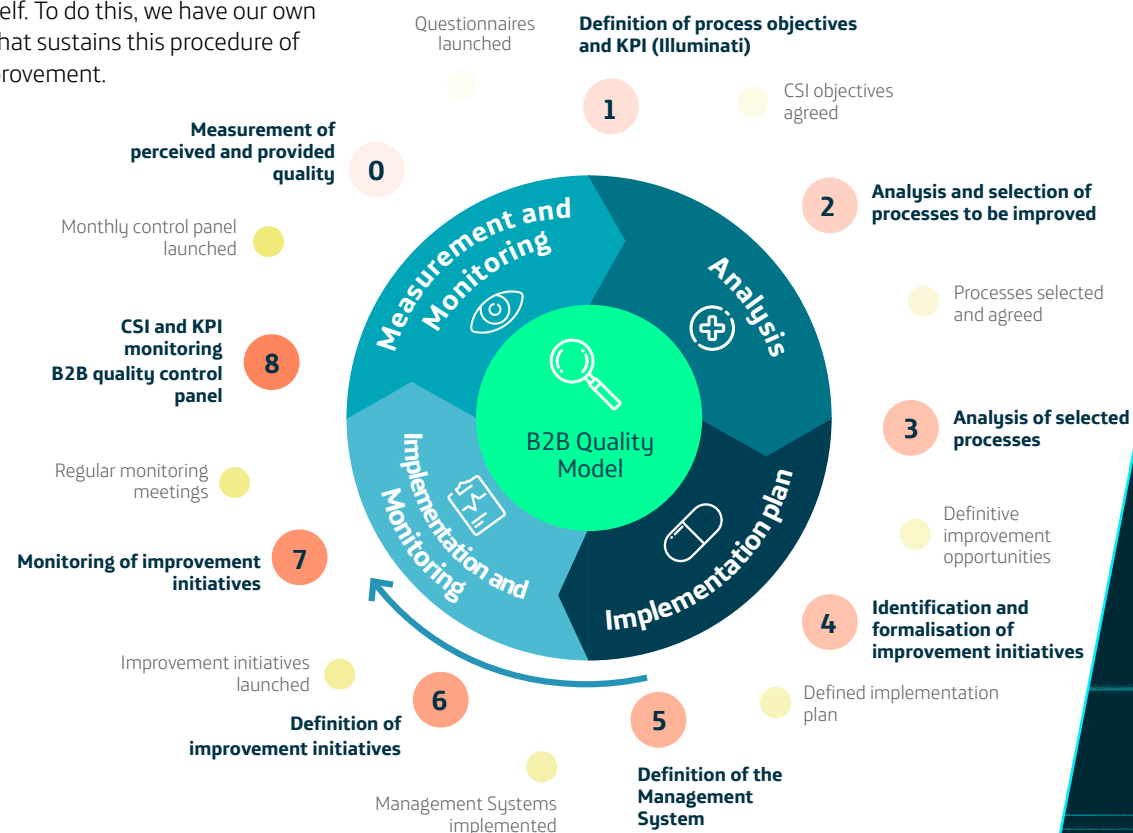 elf. To do this, we have our own
hat sustains this procedure of
provement.
Questionnaires
launched
Definition of process objectives
and KPI (Illuminati)
1
CSI objectives
agreed
Measurement of
perceived and provided
quality
0
2
Analysis and selection of
processes to be improved
Monthly control panel
launched
Processes selected
and agreed
CSI and KPI
monitoring
B2B quality control
panel
8
3
Analysis of selected
processes
Regular monitoring
meetings
Definitive
improvement
opportunities
Monitoring of improvement
initiatives
7
4
Identification and
formalisation of
improvement initiatives
Improvement initiatives
launched
Defined implementation
plan
6
Definition of
improvement initiatives
5
Definition of the
Management
System
Management Systems
implemented
Measurement and
Monitoring
Analysis
Implementation plan
Implementation and
Monitoring
B2B Quality
Model